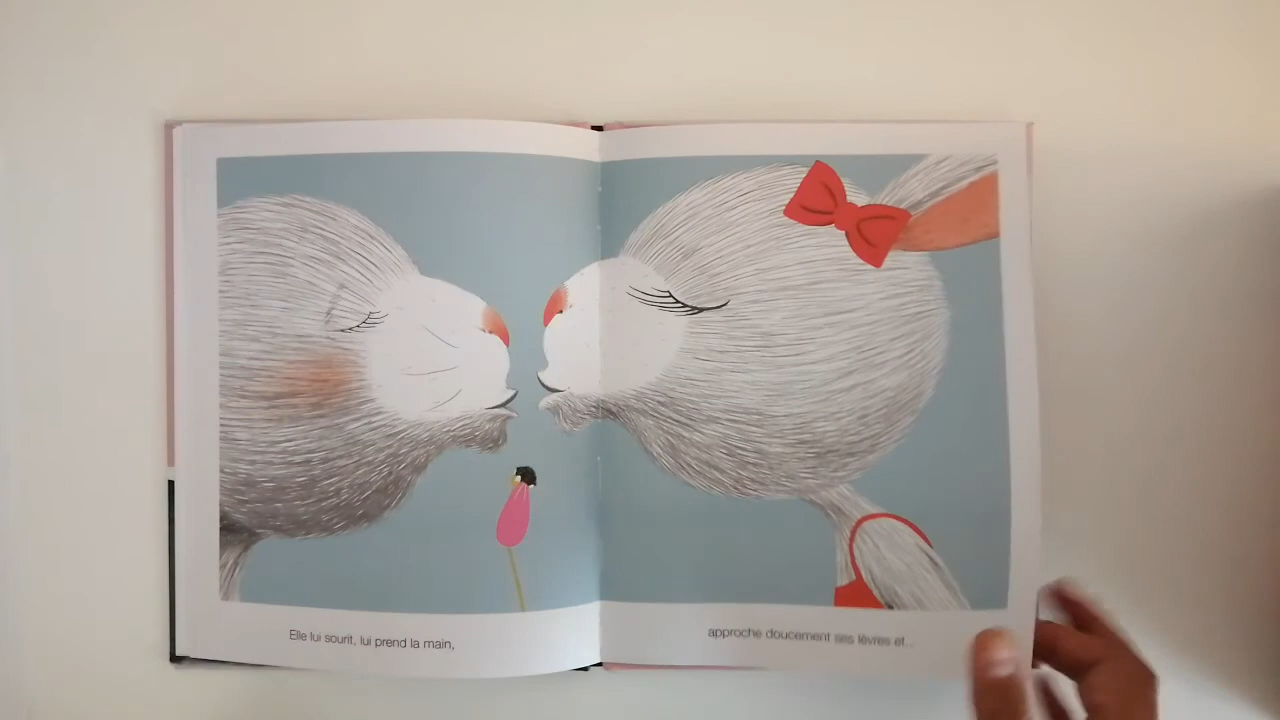 Elle lui sourit, lui prend la main,
approche doucement ses lèvres et...